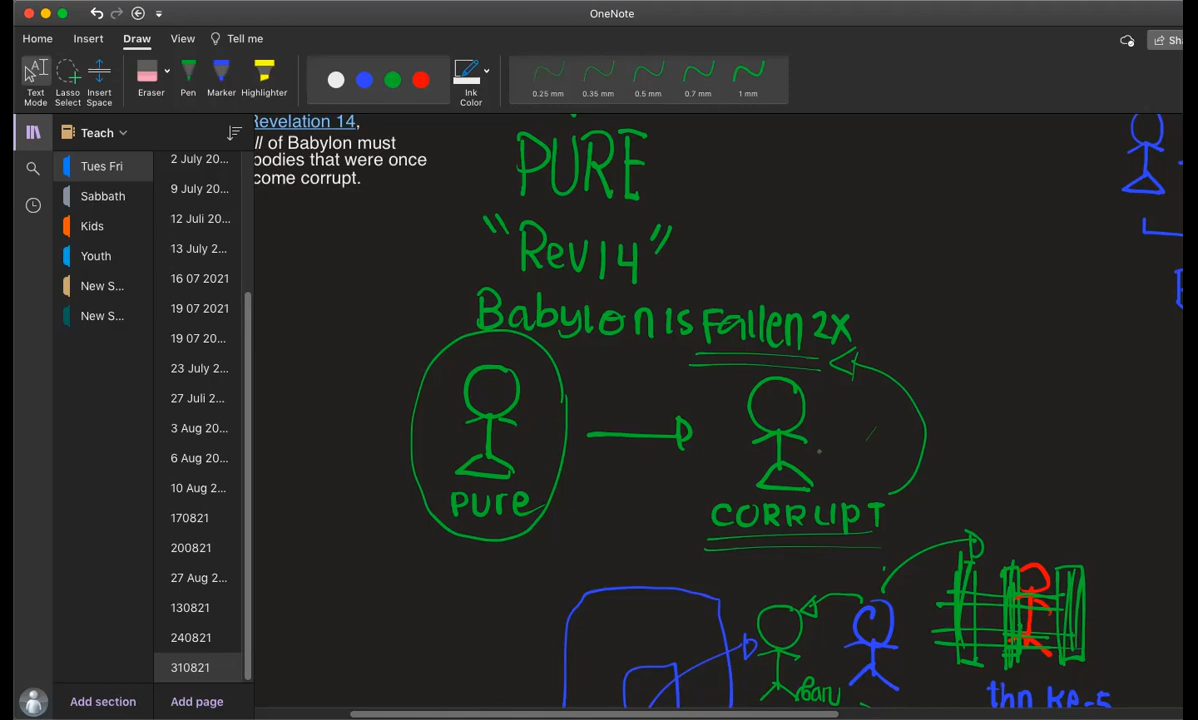 OneNote
Home Insert Draw View Tell me
Sha
Text Mode
Lasso Select
Insert Space
Eraser
Pen
Marker
Highlighter
Ink Color
0.25 mm 0.35 mm 0.5 mm 0.7 mm 1 mm
Teach
Tues Fri
Sabbath
Kids
Youth
New S...
New S...
2 July 20...
9 July 20...
12 Juli 20...
13 July 2...
16 07 2021
19 07 2021
19 07 20...
23 July 2...
27 Juli 2...
3 Aug 20...
6 Aug 20...
10 Aug 2...
170821
200821
27 Aug 2...
130821
240821
310821
Add section
Add page
evelation 14,
ll of Babylon must
bodies that were once
come corrupt.
PURE
"Rev 14"
Babylon is Fallen 2x
pure
CORRUPT
baru
thn ke-5